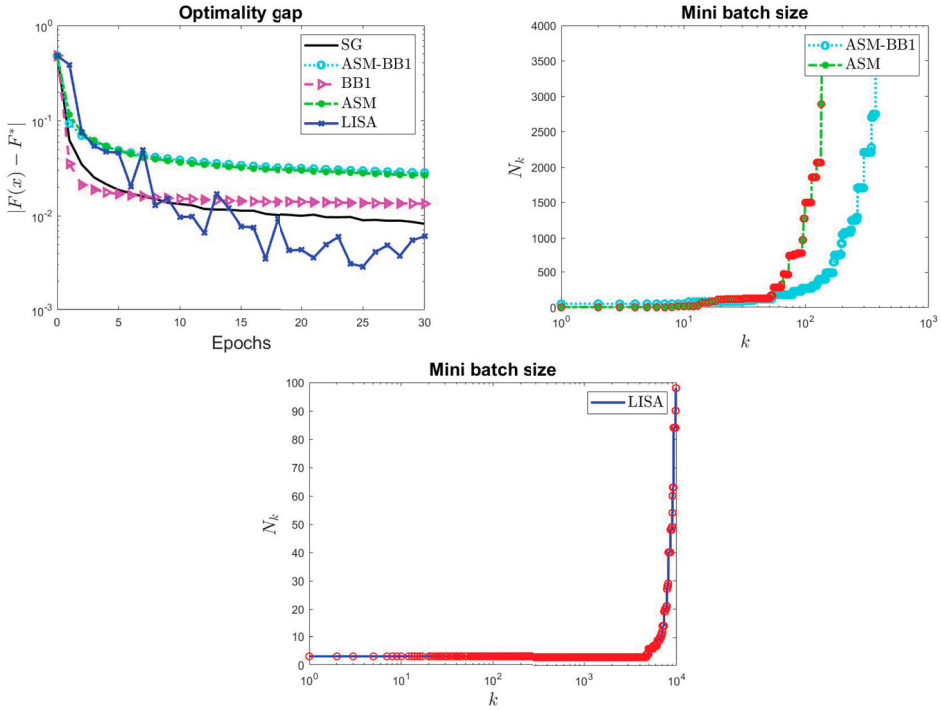 Optimality gap
10^0
10^-1
10^-2
10^-3
|F(x) − F*|
0 5 10 15 20 25 30
Epochs
SG
ASM-BB1
BB1
ASM
LISA
Mini batch size
4000
3500
3000
2500
2000
1500
1000
500
0
N_k
10^0 10^1 10^2 10^3
k
ASM-BB1
ASM
Mini batch size
100
90
80
70
60
50
40
30
20
10
0
N_k
10^0 10^1 10^2 10^3 10^4
k
LISA